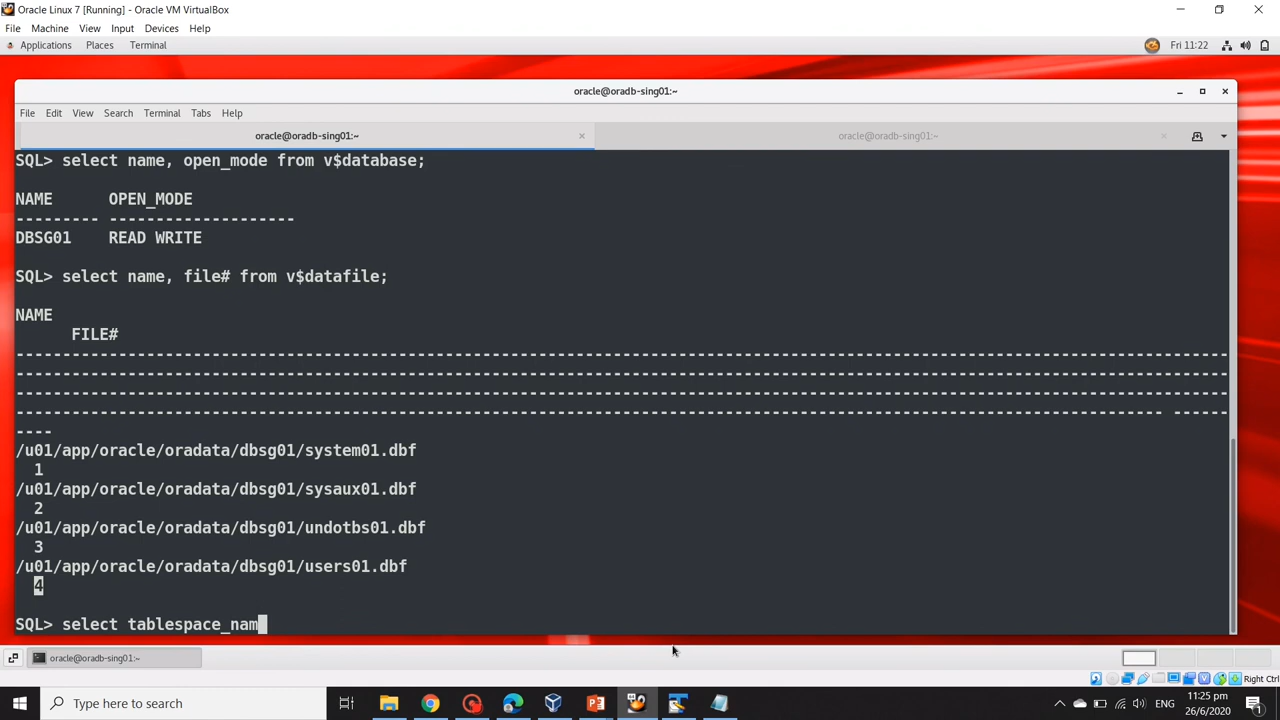 Oracle Linux 7 [Running] - Oracle VM VirtualBox
File Machine View Input Devices Help
Applications Places Terminal Fri 11:22
oracle@oradb-sing01:~
File Edit View Search Terminal Tabs Help
oracle@oradb-sing01:~ × oracle@oradb-sing01:~ ×
SQL> select name, open_mode from v$database;
NAME OPEN_MODE
--------- --------------------
DBSG01 READ WRITE
SQL> select name, file# from v$datafile;
NAME
FILE#
----------------------------------------------------------------------------------------------------------------------------------
----------------------------------------------------------------------------------------------------------------------------------
----------------------------------------------------------------------------------------------------------------------------------
--------------------------------------------------------------------------------------------------------------------------- ------
----
/u01/app/oracle/oradata/dbsg01/system01.dbf
1
/u01/app/oracle/oradata/dbsg01/sysaux01.dbf
2
/u01/app/oracle/oradata/dbsg01/undotbs01.dbf
3
/u01/app/oracle/oradata/dbsg01/users01.dbf
4
SQL> select tablespace_nam
oracle@oradb-sing01:~
Right Ctrl
Type here to search
ENG
11:25 pm
26/6/2020
1